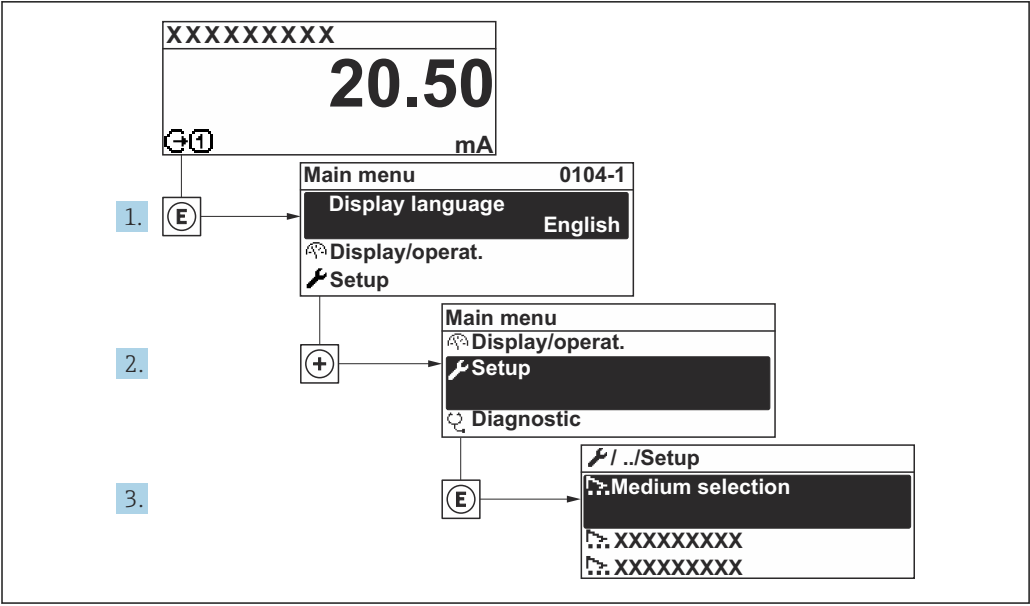 XXXXXXXXX
20.50
1
mA
Main menu 0104-1
Display language
English
Display/operat.
Setup
1.
E
Main menu
Display/operat.
Setup
Diagnostic
2.
+
/ ../Setup
Medium selection
XXXXXXXXX
XXXXXXXXX
3.
E